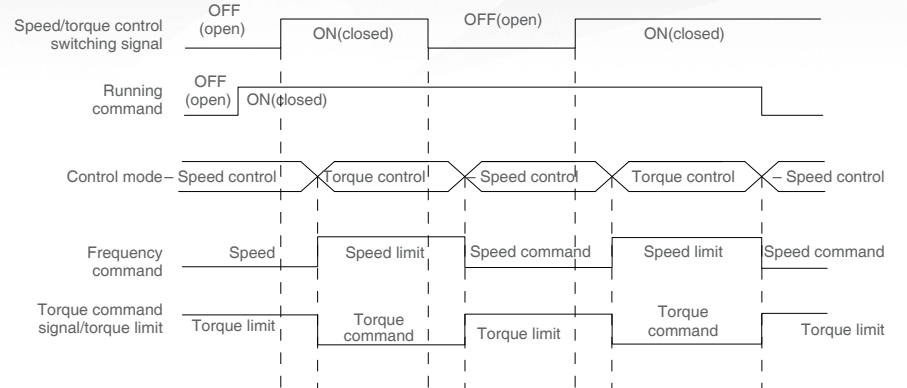 Speed/torque control
switching signal
OFF
(open)
ON(closed)
OFF(open)
ON(closed)
Running
command
OFF
(open)
ON(closed)
Control mode
Speed control
Torque control
Speed control
Torque control
Speed control
Frequency
command
Speed
Speed limit
Speed command
Speed limit
Speed command
Torque command
signal/torque limit
Torque limit
Torque
command
Torque limit
Torque
command
Torque limit